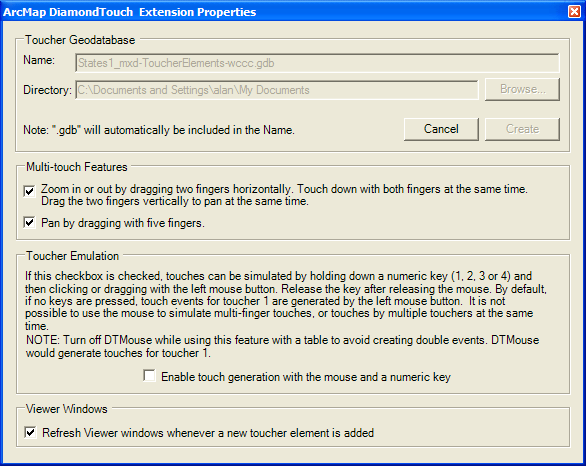 ArcMap DiamondTouch  Extension Properties
Toucher Geodatabase
Name: States1_mxd-ToucherElements-wccc.gdb
Directory: C:\Documents and Settings\alan\My Documents Browse...
Note: ".gdb" will automatically be included in the Name. Cancel Create
Multi-touch Features
Zoom in or out by dragging two fingers horizontally. Touch down with both fingers at the same time.
Drag the two fingers vertically to pan at the same time.
Pan by dragging with five fingers.
Toucher Emulation
If this checkbox is checked, touches can be simulated by holding down a numeric key (1, 2, 3 or 4) and
then clicking or dragging with the left mouse button. Release the key after releasing the mouse. By default,
if no keys are pressed, touch events for toucher 1 are generated by the left mouse button.  It is not
possible to use the mouse to simulate multi-finger touches, or touches by multiple touchers at the same
time.
NOTE: Turn off DTMouse while using this feature with a table to avoid creating double events. DTMouse
would generate touches for toucher 1.
Enable touch generation with the mouse and a numeric key
Viewer Windows
Refresh Viewer windows whenever a new toucher element is added